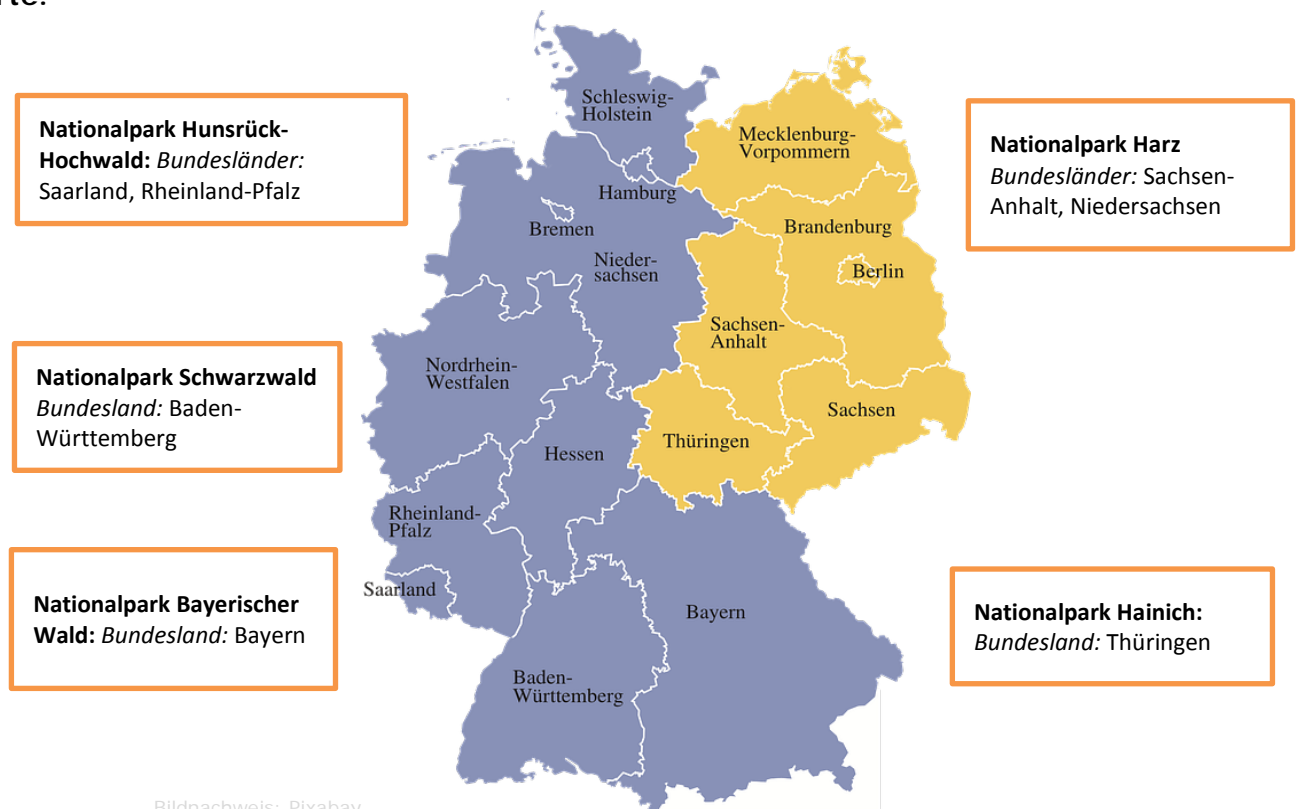 Nationalpark Hunsrück-
Hochwald: Bundesländer:
Saarland, Rheinland-Pfalz
Nationalpark Schwarzwald
Bundesland: Baden-
Württemberg
Nationalpark Bayerischer
Wald: Bundesland: Bayern
Schleswig-
Holstein
Mecklenburg-
Vorpommern
Hamburg
Bremen
Brandenburg
Nieder-
sachsen
Berlin
Sachsen-
Anhalt
Nordrhein-
Westfalen
Sachsen
Thüringen
Hessen
Rheinland-
Pfalz
Saarland
Bayern
Baden-
Württemberg
Nationalpark Harz
Bundesländer: Sachsen-
Anhalt, Niedersachsen
Nationalpark Hainich:
Bundesland: Thüringen
Bildnachweis: Pixabay